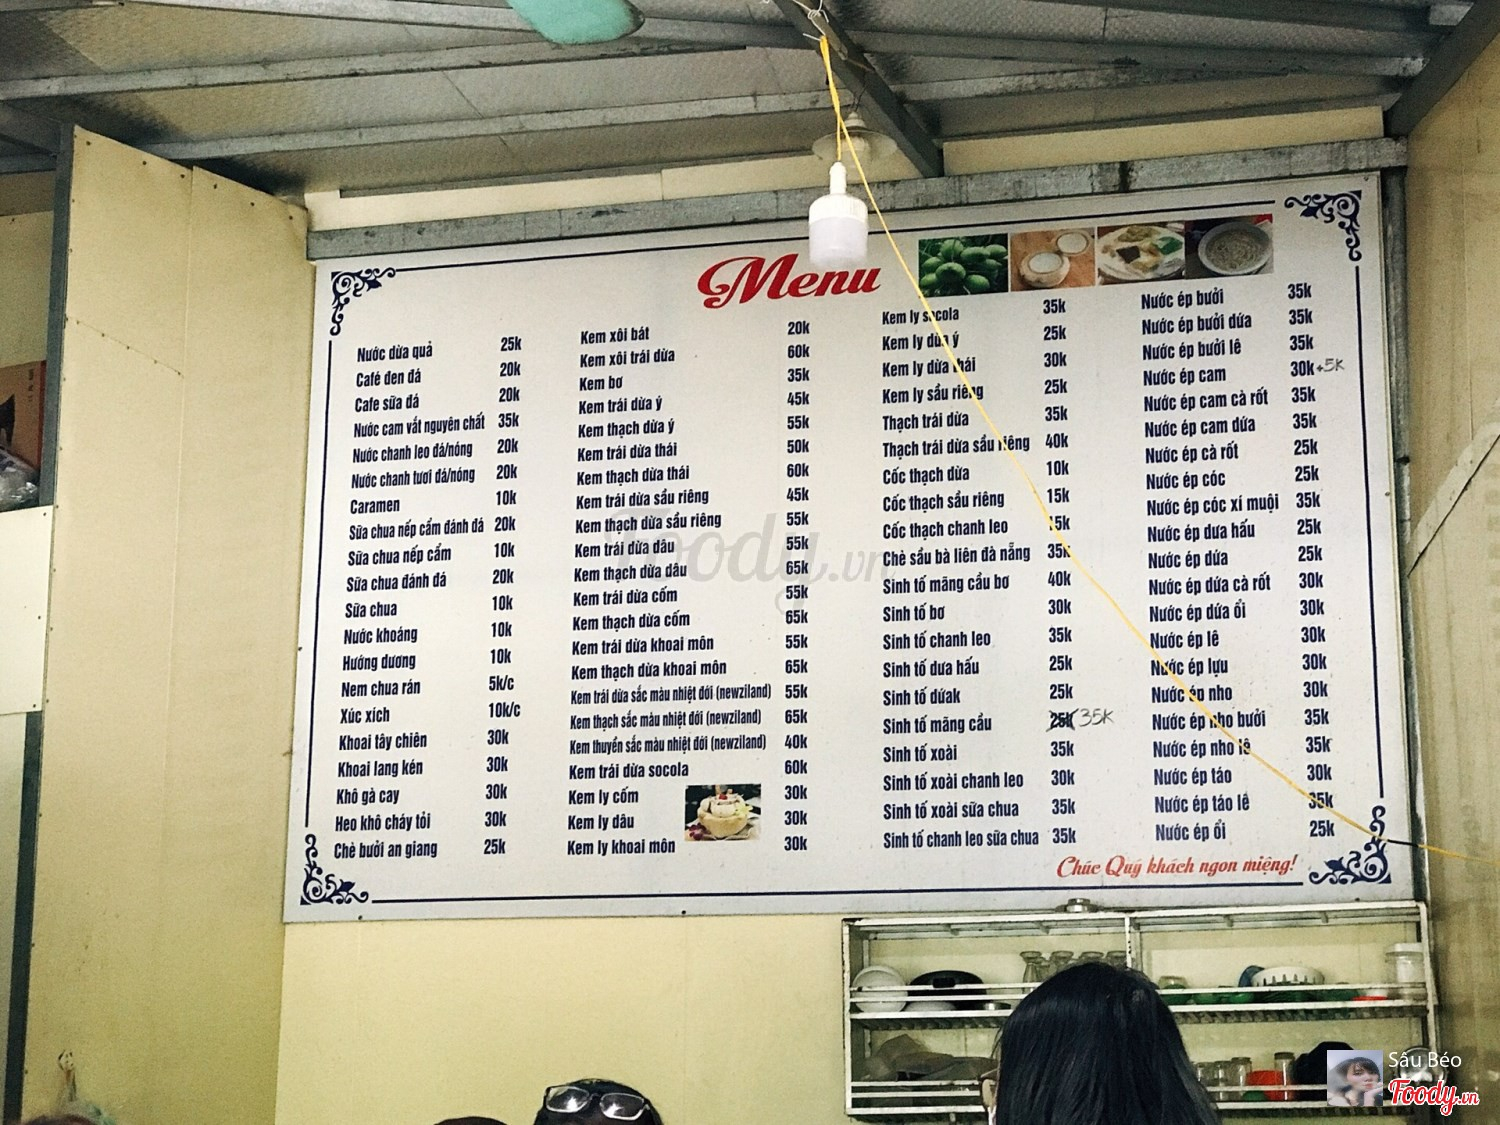 Menu
Nước dừa quả 25k
Café đen đá 20k
Cafe sữa đá 20k
Nước cam vắt nguyên chất 35k
Nước chanh leo đá/nóng 20k
Nước chanh tươi đá/nóng 20k
Caramen 10k
Sữa chua nếp cẩm đánh đá 20k
Sữa chua nếp cẩm 10k
Sữa chua đánh đá 20k
Sữa chua 10k
Nước khoáng 10k
Hướng dương 10k
Nem chua rán 5k/c
Xúc xích 10k/c
Khoai tây chiên 30k
Khoai lang kén 30k
Khô gà cay 30k
Heo khô cháy tỏi 30k
Chè bưởi an giang 25k
Kem xôi bát 20k
Kem xôi trái dừa 60k
Kem bơ 35k
Kem trái dừa ý 45k
Kem thạch dừa ý 55k
Kem trái dừa thái 50k
Kem thạch dừa thái 60k
Kem trái dừa sầu riêng 45k
Kem thạch dừa sầu riêng 55k
Kem trái dừa dâu 55k
Kem thạch dừa dâu 65k
Kem trái dừa cốm 55k
Kem thạch dừa cốm 65k
Kem trái dừa khoai môn 55k
Kem thạch dừa khoai môn 65k
Kem trái dừa sắc màu nhiệt đới (newziland) 55k
Kem thạch sắc màu nhiệt đới (newziland) 65k
Kem thuyền sắc màu nhiệt đới (newziland) 40k
Kem trái dừa socola 60k
Kem ly cốm 30k
Kem ly dâu 30k
Kem ly khoai môn 30k
Kem ly socola 35k
Kem ly dừa ý 25k
Kem ly dừa thái 30k
Kem ly sầu riêng 25k
Thạch trái dừa 35k
Thạch trái dừa sầu riêng 40k
Cốc thạch dừa 10k
Cốc thạch sầu riêng 15k
Cốc thạch chanh leo 15k
Chè sầu bà liên đà nẵng 35k
Sinh tố mãng cầu bơ 40k
Sinh tố bơ 30k
Sinh tố chanh leo 35k
Sinh tố dưa hấu 25k
Sinh tố dứak 25k
Sinh tố mãng cầu 25k 35K
Sinh tố xoài 35k
Sinh tố xoài chanh leo 30k
Sinh tố xoài sữa chua 35k
Sinh tố chanh leo sữa chua 35k
Nước ép bưởi 35k
Nước ép bưởi dứa 35k
Nước ép bưởi lê 35k
Nước ép cam 30k +5K
Nước ép cam cà rốt 35k
Nước ép cam dứa 35k
Nước ép cà rốt 25k
Nước ép cóc 25k
Nước ép cóc xí muội 35k
Nước ép dưa hấu 25k
Nước ép dứa 25k
Nước ép dứa cà rốt 30k
Nước ép dứa ổi 30k
Nước ép lê 30k
Nước ép lựu 30k
Nước ép nho 30k
Nước ép nho bưởi 35k
Nước ép nho lê 35k
Nước ép táo 30k
Nước ép táo lê 35k
Nước ép ổi 25k
Chúc Quý khách ngon miệng!
Foody.vn
Sâu Béo
Foody.vn